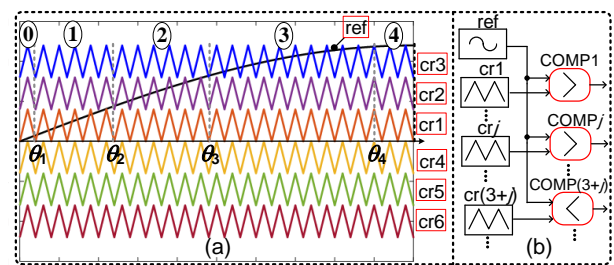 0 1 2 3 4
ref
cr3
cr2
cr1
θ1 θ2 θ3 θ4
cr4
cr5
cr6
(a)
ref
COMP1
cr1
COMPj
crj
COMP(3+j)
cr(3+j)
(b)